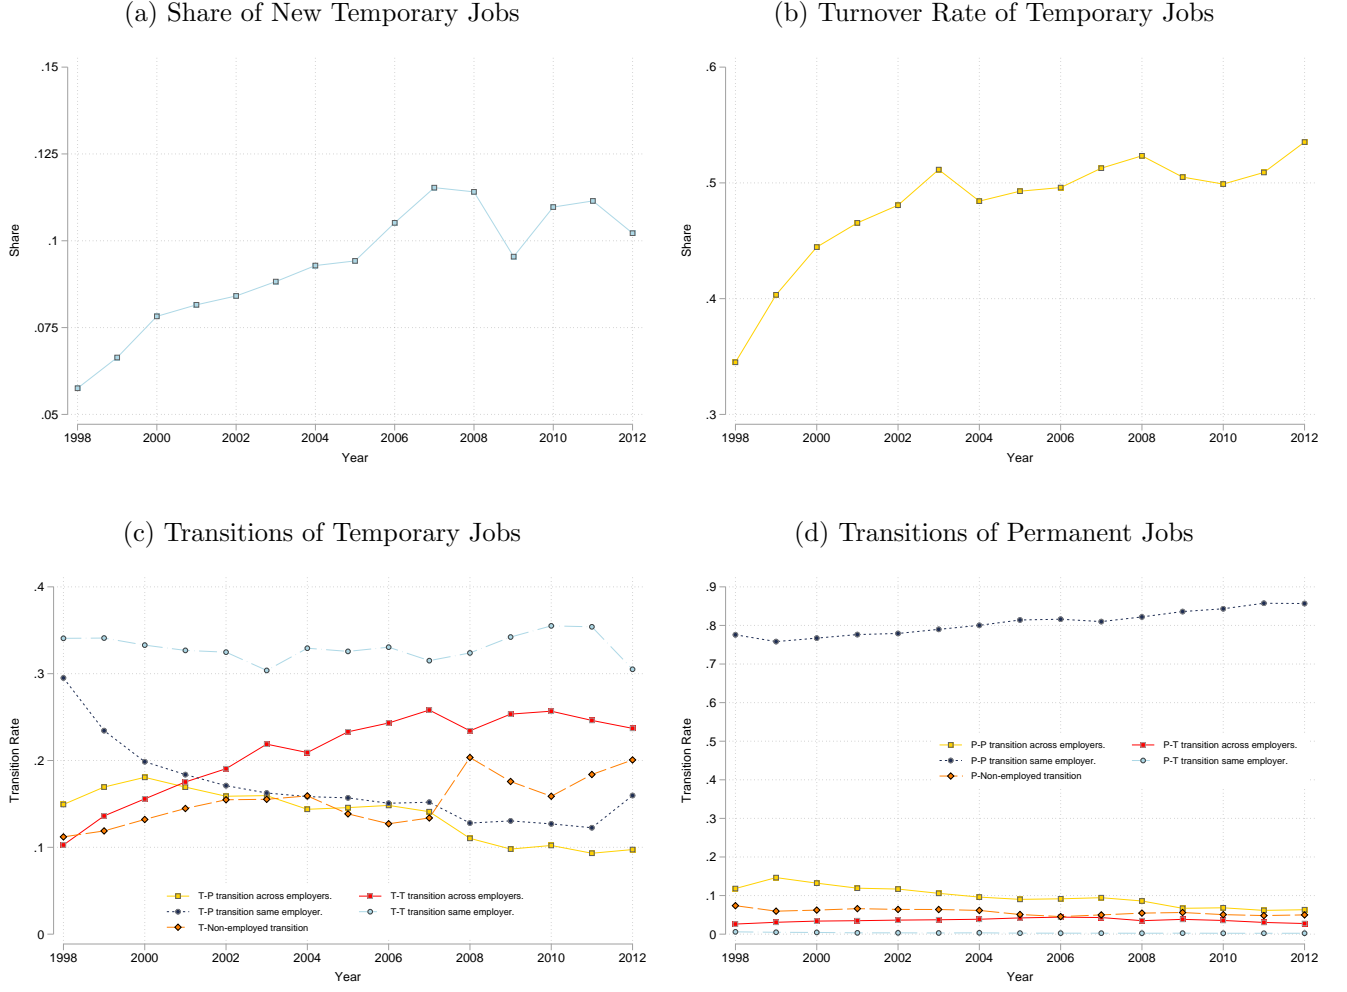 (a) Share of New Temporary Jobs
.15
.125
.1
.075
.05
Share
1998 2000 2002 2004 2006 2008 2010 2012
Year
(b) Turnover Rate of Temporary Jobs
.6
.5
.4
.3
Share
1998 2000 2002 2004 2006 2008 2010 2012
Year
(c) Transitions of Temporary Jobs
.4
.3
.2
.1
0
Transition Rate
T-P transition across employers. T-T transition across employers.
T-P transition same employer. T-T transition same employer.
T-Non-employed transition
1998 2000 2002 2004 2006 2008 2010 2012
Year
(d) Transitions of Permanent Jobs
.9
.8
.7
.6
.5
.4
.3
.2
.1
0
Transition Rate
P-P transition across employers. P-T transition across employers.
P-P transition same employer. P-T transition same employer.
P-Non-employed transition
1998 2000 2002 2004 2006 2008 2010 2012
Year